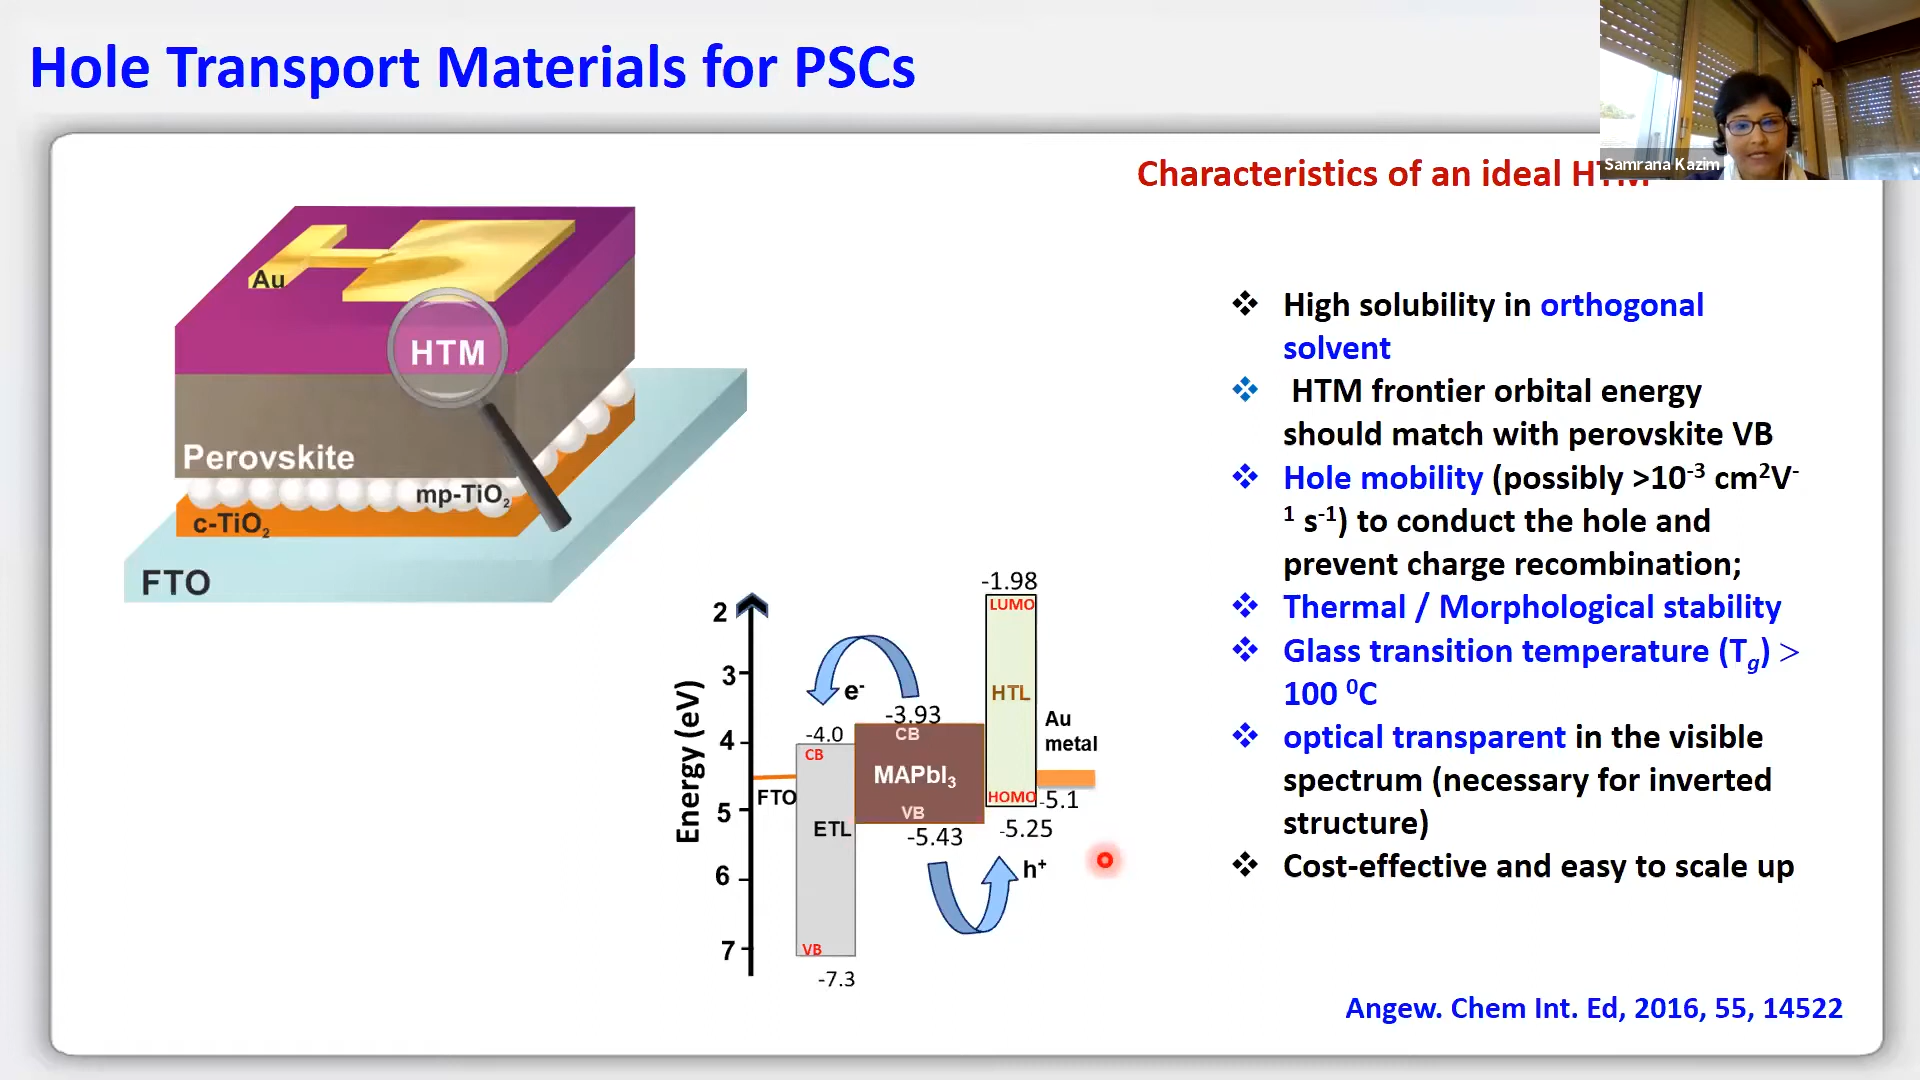 Hole Transport Materials for PSCs
Samrana Kazim
Characteristics of an ideal HTM
Au
HTM
Perovskite
mp-TiO₂
c-TiO₂
FTO
❖ High solubility in orthogonal
solvent
❖ HTM frontier orbital energy
should match with perovskite VB
❖ Hole mobility (possibly >10⁻³ cm²V⁻
¹ s⁻¹) to conduct the hole and
prevent charge recombination;
❖ Thermal / Morphological stability
❖ Glass transition temperature (Tg) >
100 ⁰C
❖ optical transparent in the visible
spectrum (necessary for inverted
structure)
❖ Cost-effective and easy to scale up
Energy (eV)
2
3
4
5
6
7
FTO
-4.0
CB
ETL
VB
-7.3
e⁻
-3.93
CB
MAPbI₃
VB
-5.43
h⁺
-1.98
LUMO
HTL
HOMO
-5.25
Au
metal
-5.1
Angew. Chem Int. Ed, 2016, 55, 14522